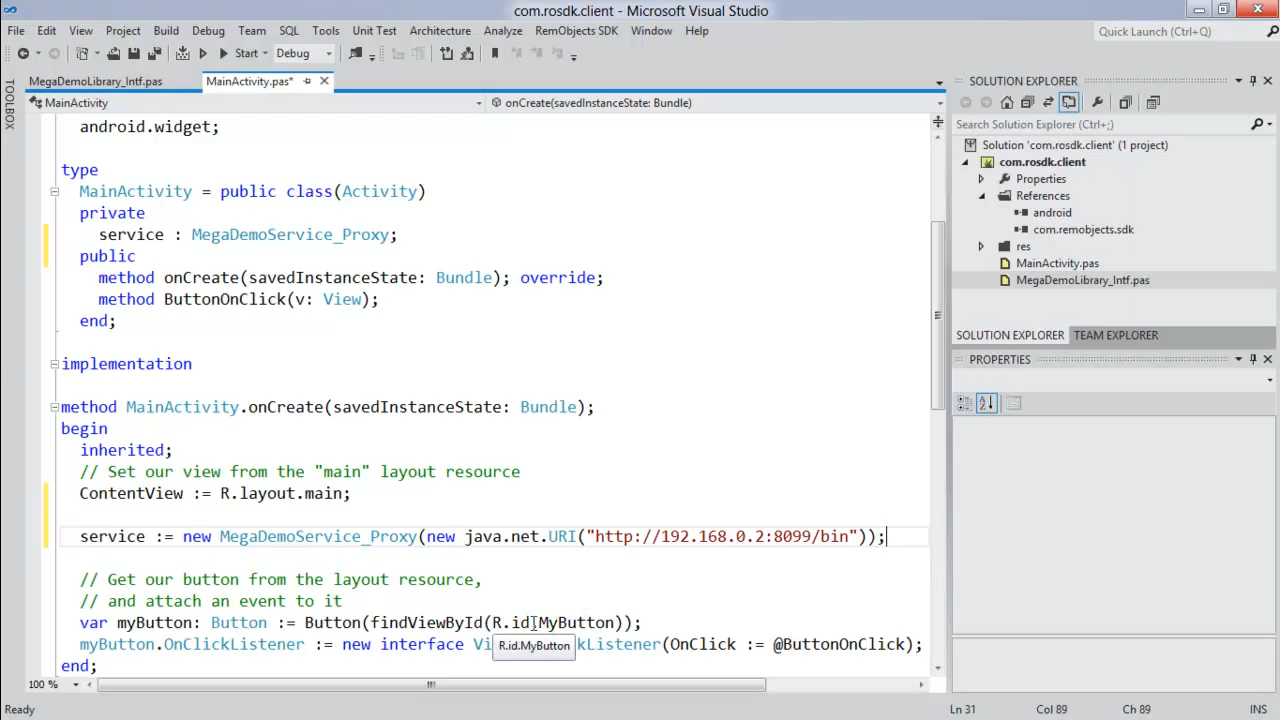 com.rosdk.client - Microsoft Visual Studio
File Edit View Project Build Debug Team SQL Tools Unit Test Architecture Analyze RemObjects SDK Window Help
Quick Launch (Ctrl+;)
Start Debug
TOOLBOX
MegaDemoLibrary_Intf.pas MainActivity.pas*
MainActivity onCreate(savedInstanceState: Bundle)
android.widget;
type
MainActivity = public class(Activity)
private
service : MegaDemoService_Proxy;
public
method onCreate(savedInstanceState: Bundle); override;
method ButtonOnClick(v: View);
end;
implementation
method MainActivity.onCreate(savedInstanceState: Bundle);
begin
inherited;
// Set our view from the "main" layout resource
ContentView := R.layout.main;
service := new MegaDemoService_Proxy(new java.net.URI("http://192.168.0.2:8099/bin"));
// Get our button from the layout resource,
// and attach an event to it
var myButton: Button := Button(findViewById(R.id.MyButton));
myButton.OnClickListener := new interface Vi kListener(OnClick := @ButtonOnClick);
R.id.MyButton
end;
100 %
SOLUTION EXPLORER
Search Solution Explorer (Ctrl+;)
Solution 'com.rosdk.client' (1 project)
com.rosdk.client
Properties
References
android
com.remobjects.sdk
res
MainActivity.pas
MegaDemoLibrary_Intf.pas
SOLUTION EXPLORER TEAM EXPLORER
PROPERTIES
Ready Ln 31 Col 89 Ch 89 INS